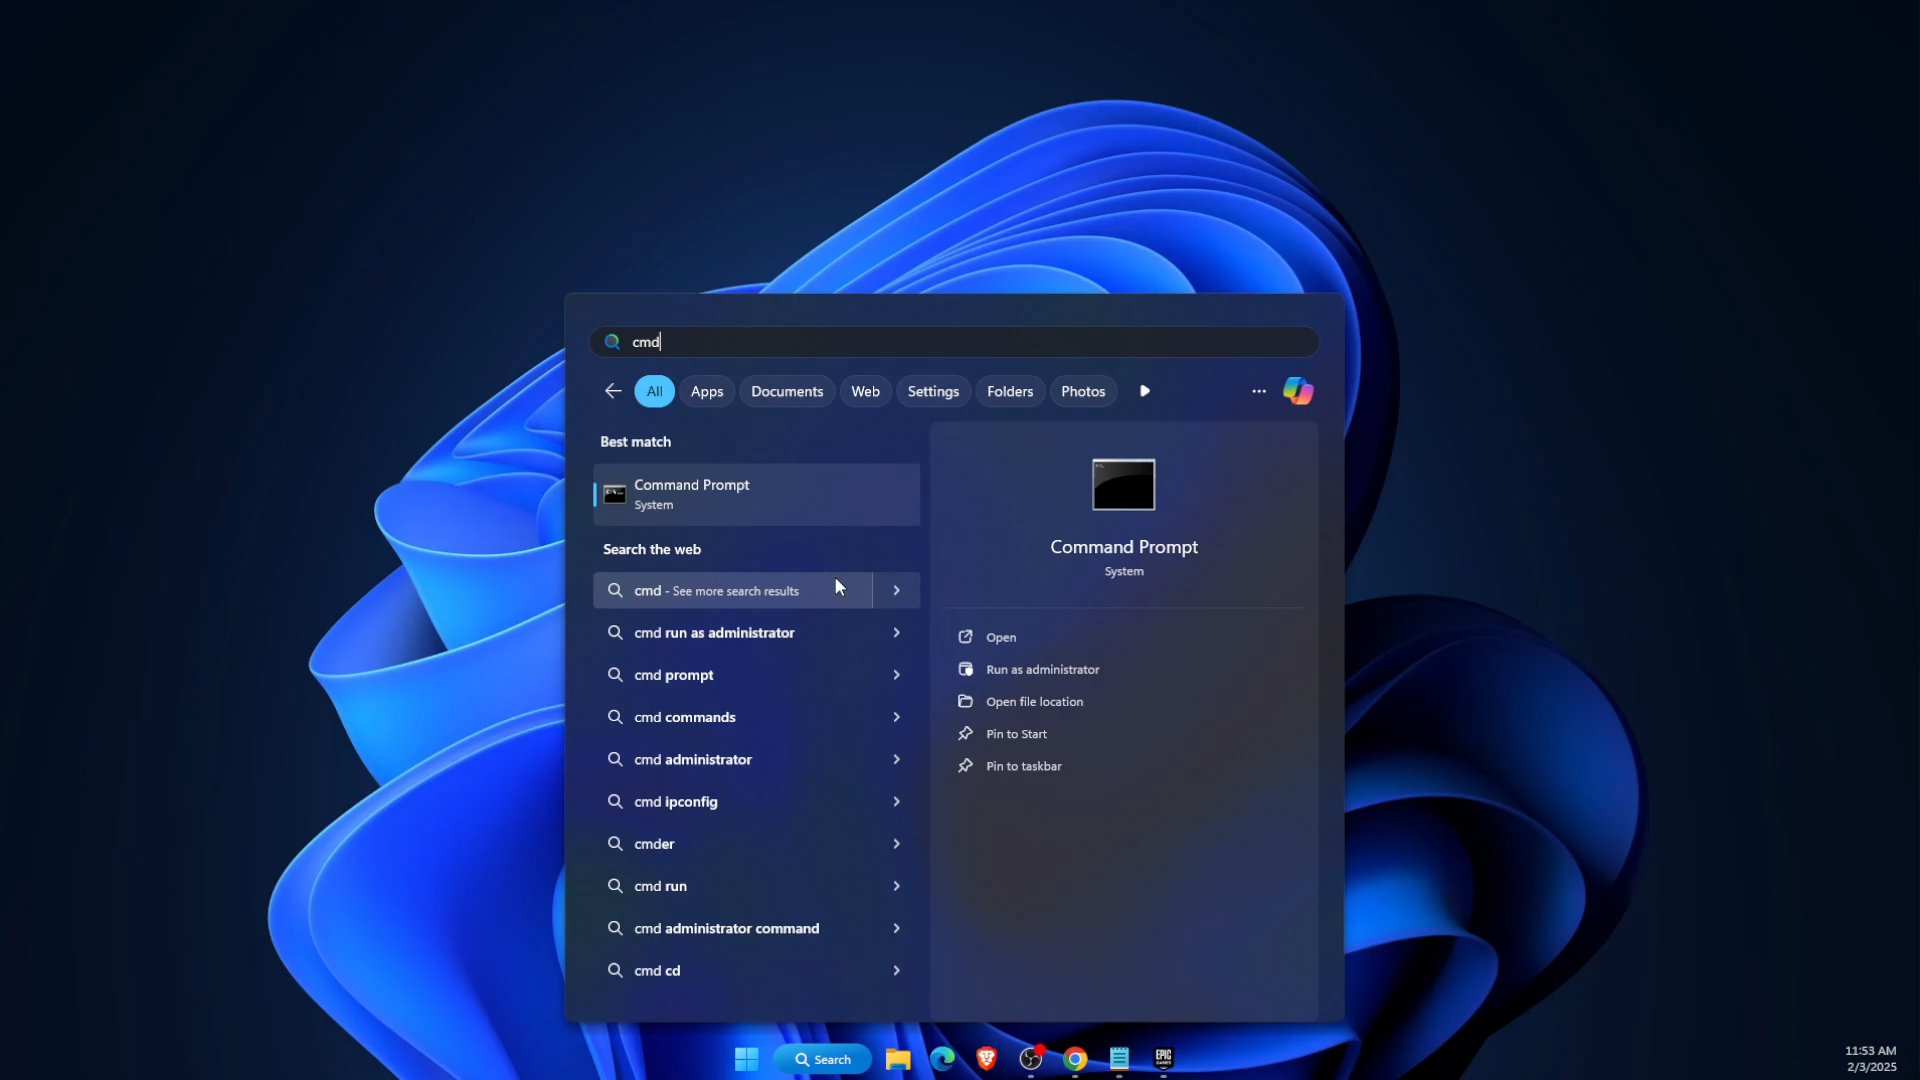 cmd
All
Apps
Documents
Web
Settings
Folders
Photos
Best match
Command Prompt
System
Search the web
cmd - See more search results
cmd run as administrator
cmd prompt
cmd commands
cmd administrator
cmd ipconfig
cmder
cmd run
cmd administrator command
cmd cd
Command Prompt
System
Open
Run as administrator
Open file location
Pin to Start
Pin to taskbar
Search
EPIC
GAMES
11:53 AM
2/3/2025